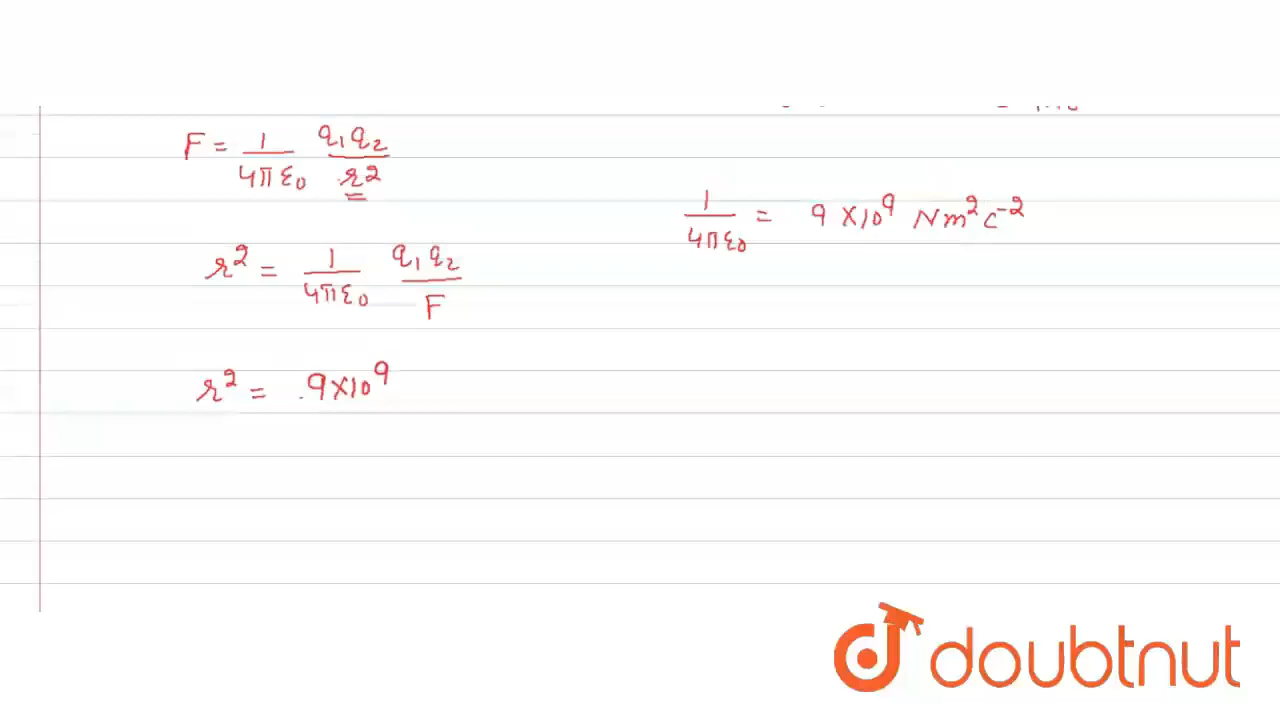 F = 1/4πε₀ q₁q₂/r²
1/4πε₀ = 9 × 10⁹ Nm²C⁻²
r² = 1/4πε₀ q₁q₂/F
r² = 9×10⁹
doubtnut